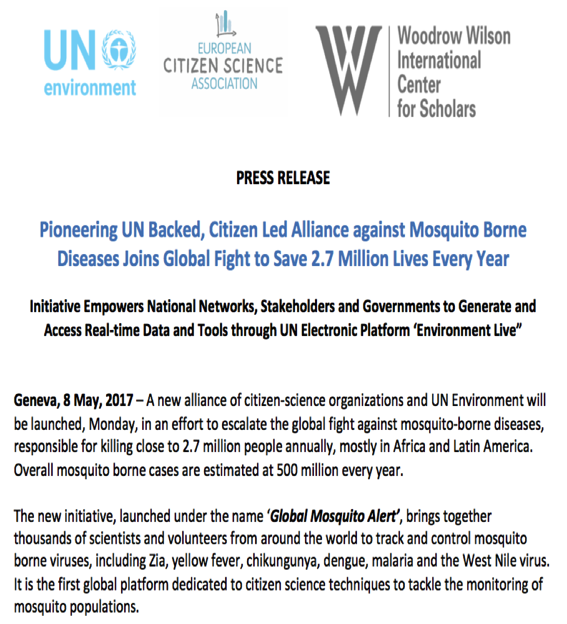 UN
environment
EUROPEAN
CITIZEN SCIENCE
ASSOCIATION
Woodrow Wilson
International
Center
for Scholars
PRESS RELEASE
Pioneering UN Backed, Citizen Led Alliance against Mosquito Borne
Diseases Joins Global Fight to Save 2.7 Million Lives Every Year
Initiative Empowers National Networks, Stakeholders and Governments to Generate and
Access Real-time Data and Tools through UN Electronic Platform ‘Environment Live”
Geneva, 8 May, 2017 – A new alliance of citizen-science organizations and UN Environment will
be launched, Monday, in an effort to escalate the global fight against mosquito-borne diseases,
responsible for killing close to 2.7 million people annually, mostly in Africa and Latin America.
Overall mosquito borne cases are estimated at 500 million every year.
The new initiative, launched under the name ‘Global Mosquito Alert’, brings together
thousands of scientists and volunteers from around the world to track and control mosquito
borne viruses, including Zia, yellow fever, chikungunya, dengue, malaria and the West Nile virus.
It is the first global platform dedicated to citizen science techniques to tackle the monitoring of
mosquito populations.